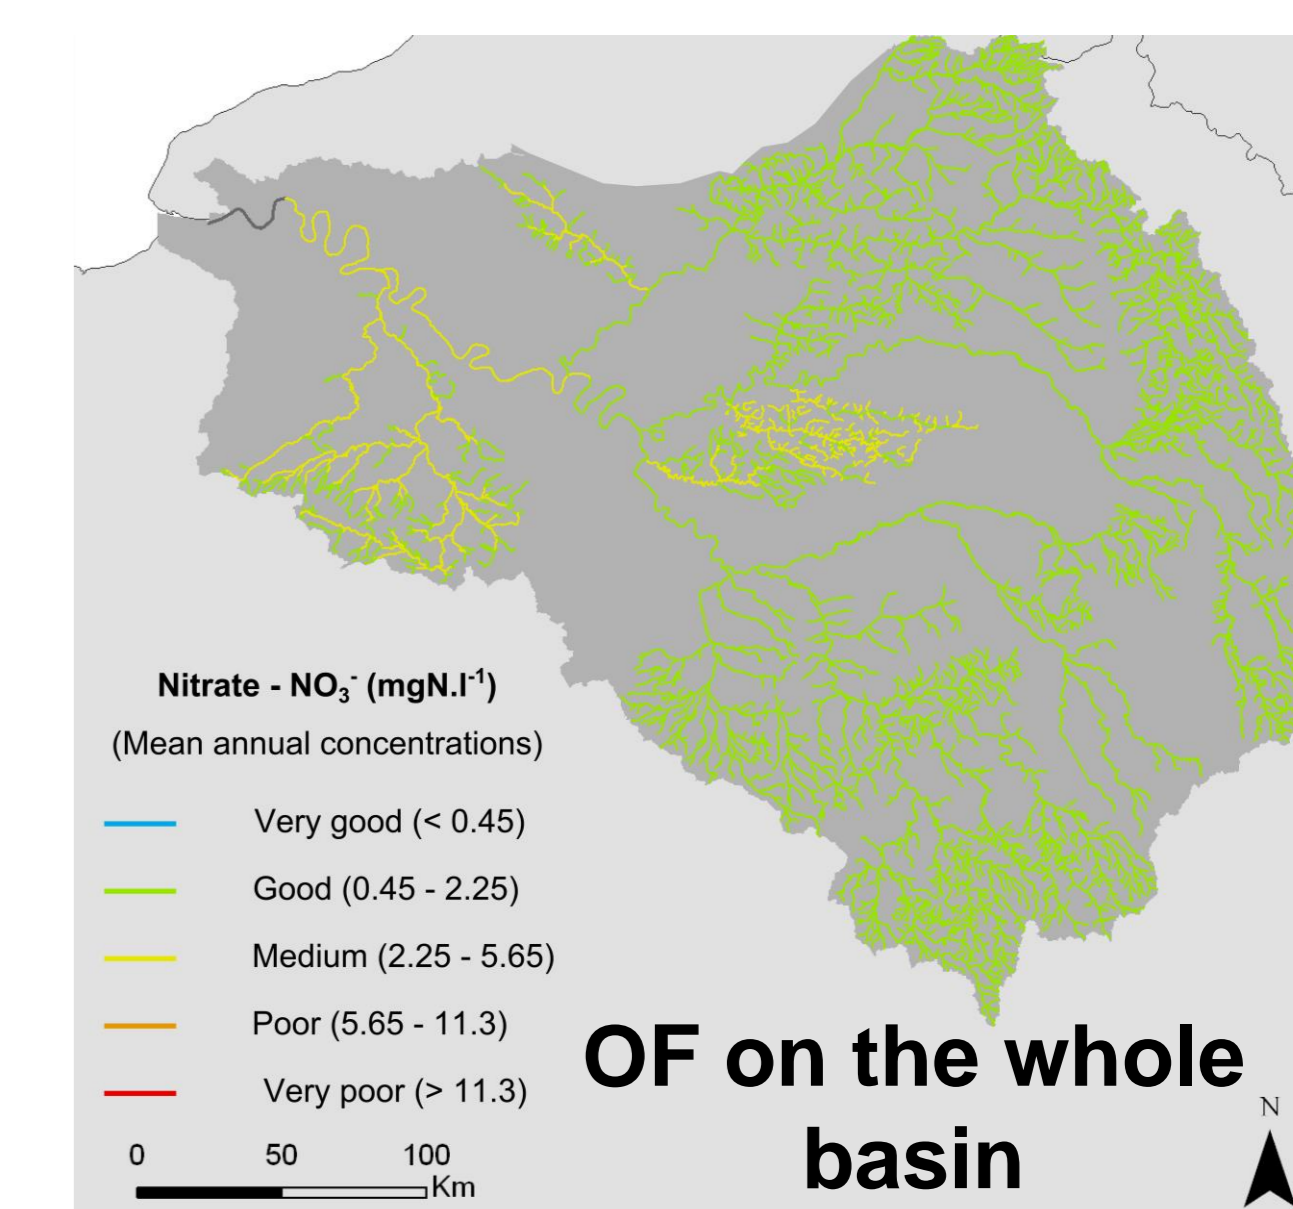 Nitrate - NO₃⁻ (mgN.l⁻¹)
(Mean annual concentrations)
Very good (< 0.45)
Good (0.45 - 2.25)
Medium (2.25 - 5.65)
Poor (5.65 - 11.3)
Very poor (> 11.3)
0 50 100
Km
OF on the whole
basin
N